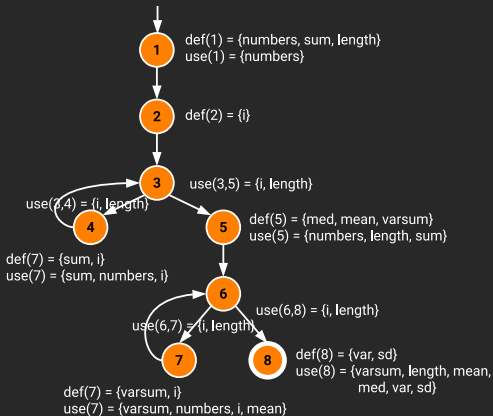 1
def(1) = {numbers, sum, length}
use(1) = {numbers}
2
def(2) = {i}
3
use(3,5) = {i, length}
use(3,4) = {i, length}
4
5
def(5) = {med, mean, varsum}
use(5) = {numbers, length, sum}
def(7) = {sum, i}
use(7) = {sum, numbers, i}
6
use(6,8) = {i, length}
use(6,7) = {i, length}
7
8
def(8) = {var, sd}
use(8) = {varsum, length, mean,
med, var, sd}
def(7) = {varsum, i}
use(7) = {varsum, numbers, i, mean}